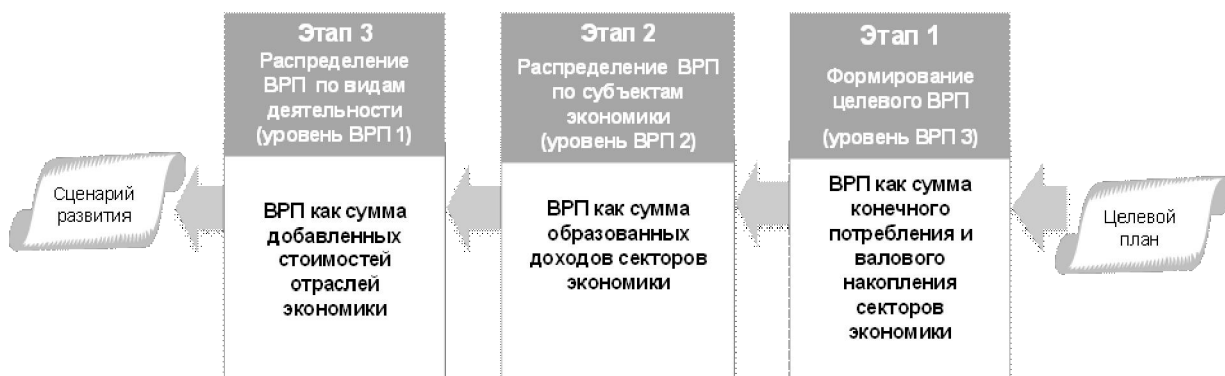 Этап 3
Распределение
ВРП по видам
деятельности
(уровень ВРП 1)
ВРП как сумма
добавленных
стоимостей
отраслей
экономики
Этап 2
Распределение ВРП
по субъектам
экономики
(уровень ВРП 2)
ВРП как сумма
образованных
доходов секторов
экономики
Этап 1
Формирование
целевого ВРП
(уровень ВРП 3)
ВРП как сумма
конечного
потребления и
валового
накопления
секторов
экономики
Сценарий
развития
Целевой
план